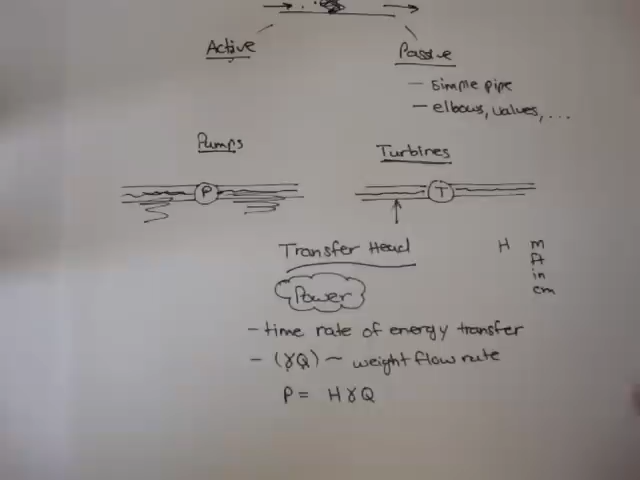 Active
Passive
- simple pipe
- elbows, valves, ...
Pumps
Turbines
P
T
Transfer Head
H m
ft
in
cm
Power
- time rate of energy transfer
- (γQ) ~ weight flow rate
P = HγQ